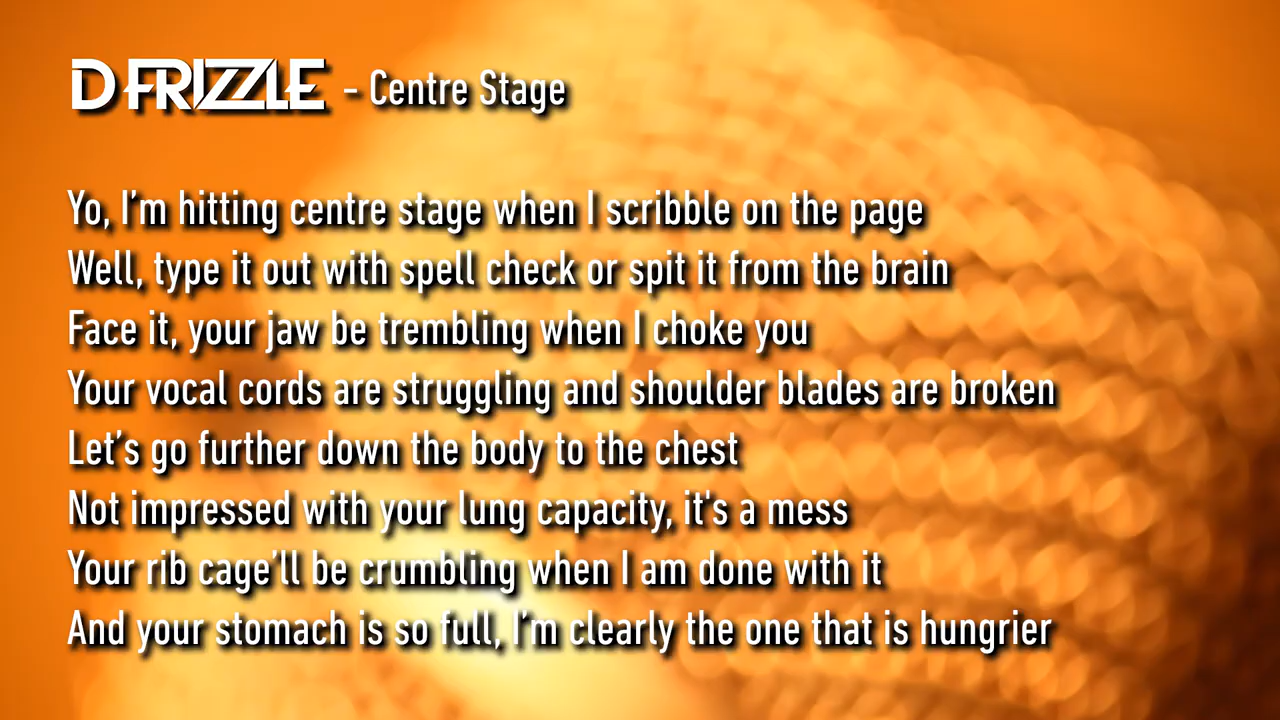 D FRIZZLE – Centre Stage
Yo, I’m hitting centre stage when I scribble on the page
Well, type it out with spell check or spit it from the brain
Face it, your jaw be trembling when I choke you
Your vocal cords are struggling and shoulder blades are broken
Let’s go further down the body to the chest
Not impressed with your lung capacity, it's a mess
Your rib cage’ll be crumbling when I am done with it
And your stomach is so full, I’m clearly the one that is hungrier